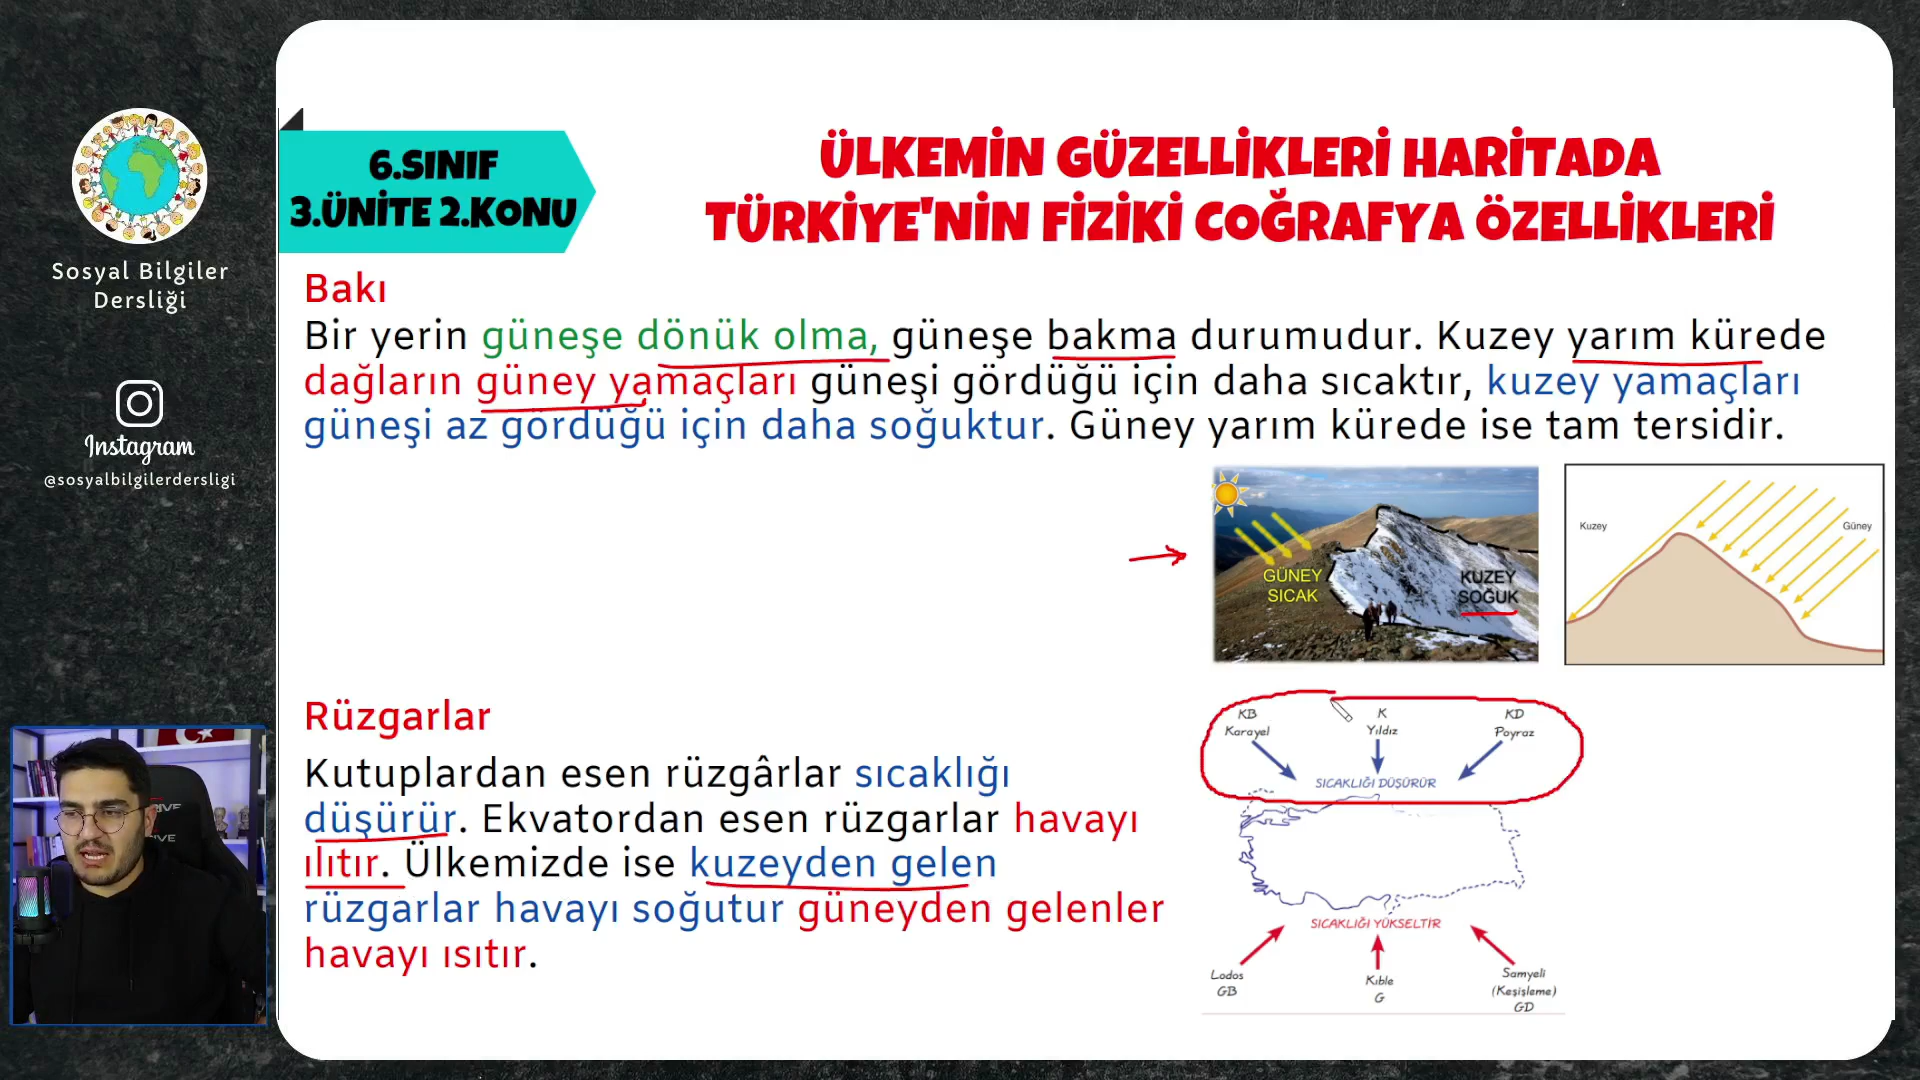 6.SINIF
3.ÜNİTE 2.KONU
ÜLKEMİN GÜZELLİKLERİ HARİTADA
TÜRKİYE'NİN FİZİKİ COĞRAFYA ÖZELLİKLERİ
Sosyal Bilgiler
Dersliği
Instagram
@sosyalbilgilerdersligi
Bakı
Bir yerin güneşe dönük olma, güneşe bakma durumudur. Kuzey yarım kürede
dağların güney yamaçları güneşi gördüğü için daha sıcaktır, kuzey yamaçları
güneşi az gördüğü için daha soğuktur. Güney yarım kürede ise tam tersidir.
GÜNEY
SICAK
KUZEY
SOĞUK
Kuzey
Güney
Rüzgarlar
Kutuplardan esen rüzgârlar sıcaklığı
düşürür. Ekvatordan esen rüzgarlar havayı
ılıtır. Ülkemizde ise kuzeyden gelen
rüzgarlar havayı soğutur güneyden gelenler
havayı ısıtır.
KB
Karayel
K
Yıldız
KD
Poyraz
SICAKLIĞI DÜŞÜRÜR
SICAKLIĞI YÜKSELTİR
Lodos
GB
Kıble
G
Samyeli
(Keşişleme)
GD